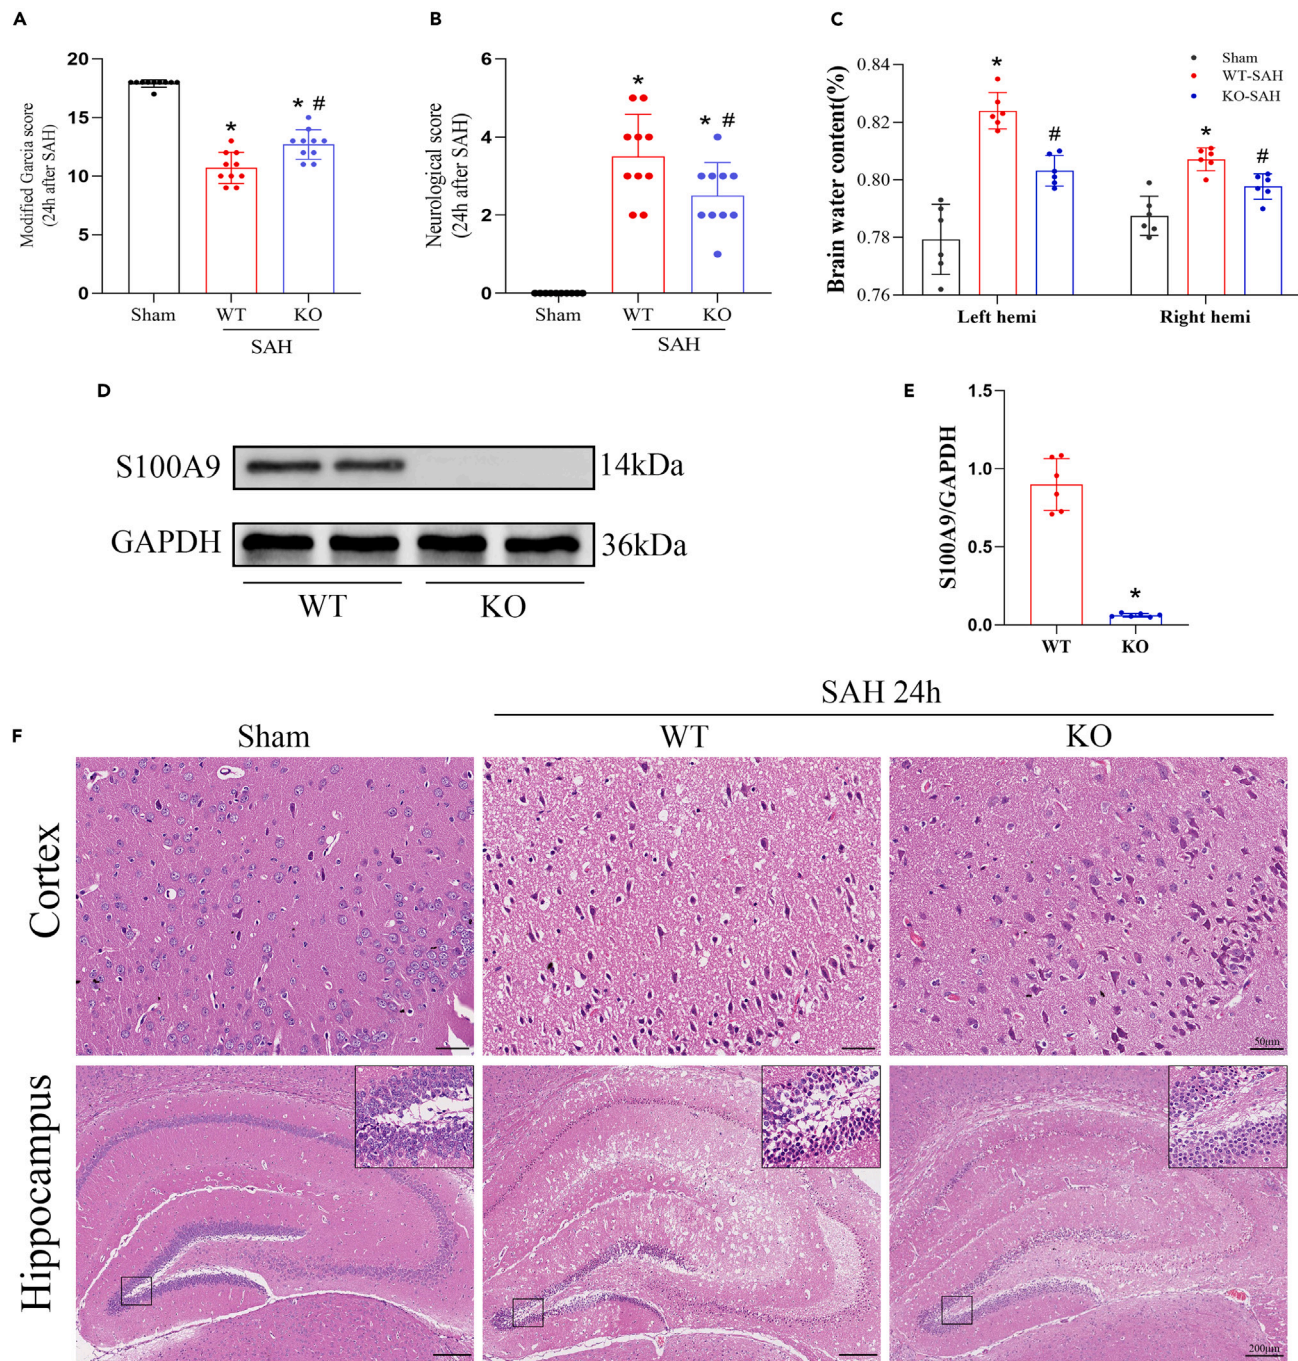 A
Modified Garcia score
(24h after SAH)
20
15
10
5
0
*
* #
Sham
WT
KO
SAH
B
Neurological score
(24h after SAH)
6
4
2
0
*
* #
Sham
WT
KO
SAH
C
Brain water content(%)
0.84
0.82
0.80
0.78
0.76
*
#
*
#
Sham
WT-SAH
KO-SAH
Left hemi
Right hemi
D
S100A9
14kDa
GAPDH
36kDa
WT
KO
E
S100A9/GAPDH
1.5
1.0
0.5
0.0
*
WT
KO
SAH 24h
F
Sham
WT
KO
Cortex
50μm
Hippocampus
200μm